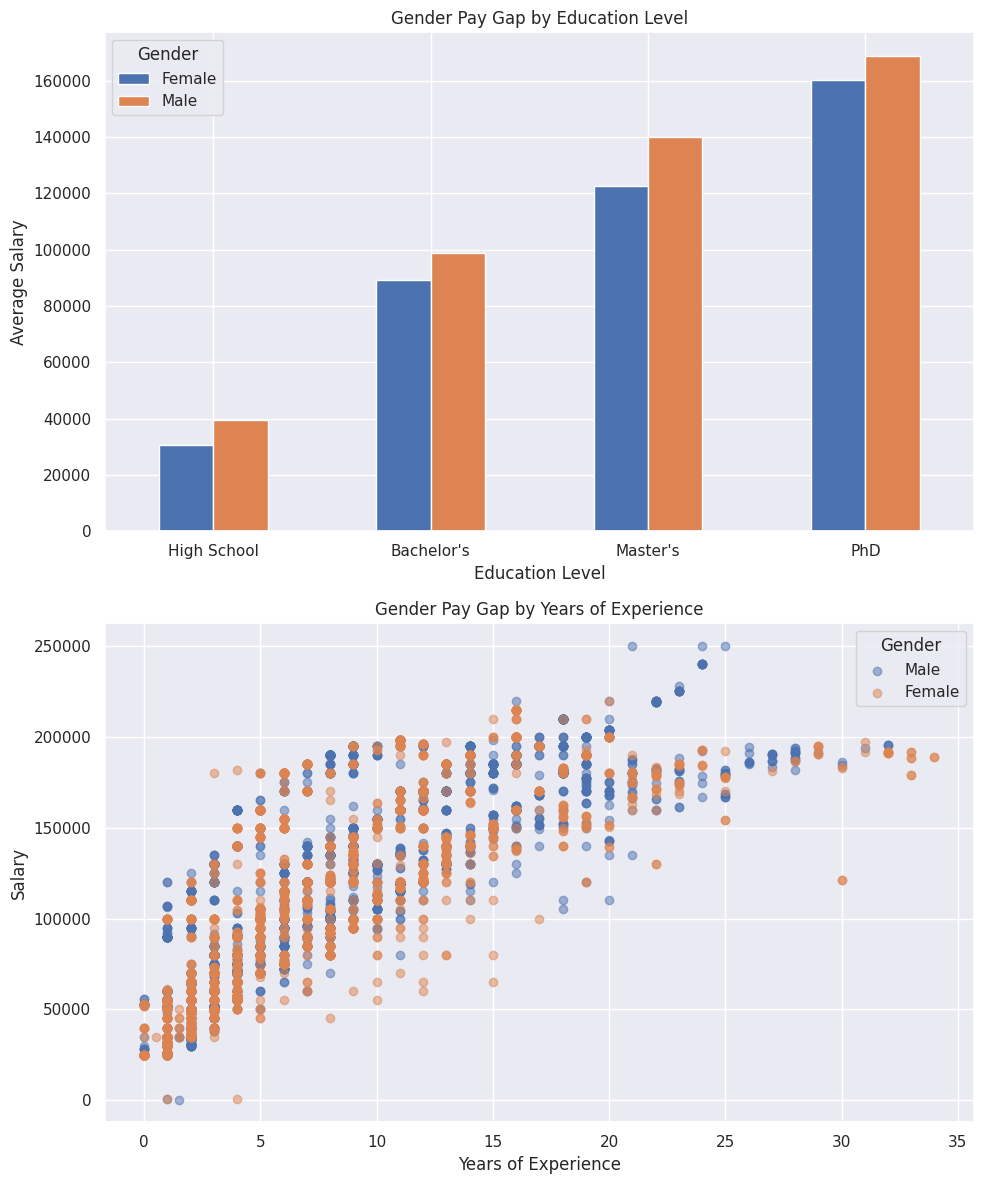 Gender Pay Gap by Education Level
Gender
Female
Male
160000
140000
120000
100000
80000
60000
40000
20000
0
Average Salary
High School Bachelor's Master's PhD
Education Level
Gender Pay Gap by Years of Experience
Gender
Male
Female
250000
200000
150000
100000
50000
0
Salary
0 5 10 15 20 25 30 35
Years of Experience